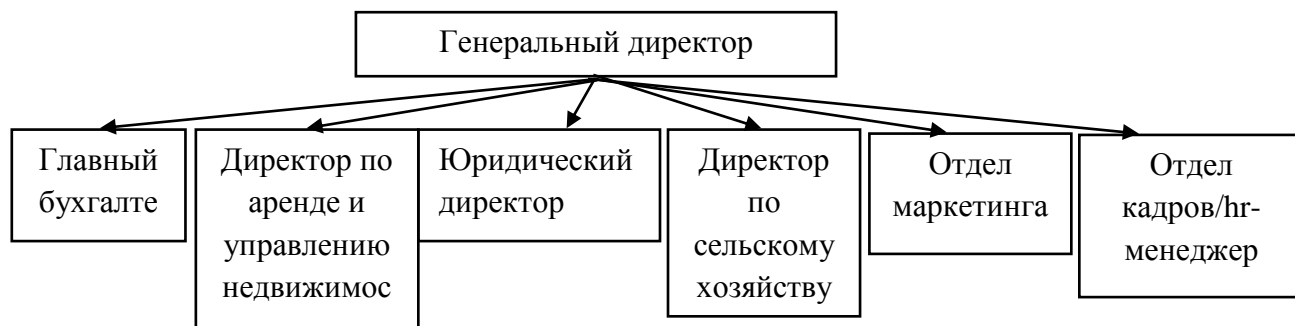 Генеральный директор
Главный
бухгалте
Директор по
аренде и
управлению
недвижимос
Юридический
директор
Директор
по
сельскому
хозяйству
Отдел
маркетинга
Отдел
кадров/hr-
менеджер